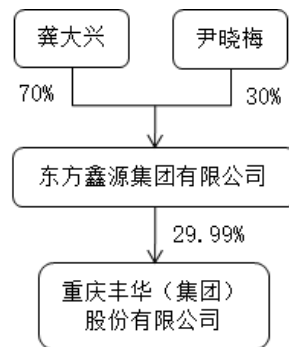 龚大兴
尹晓梅
70%
30%
东方鑫源集团有限公司
29.99%
重庆丰华（集团）
股份有限公司